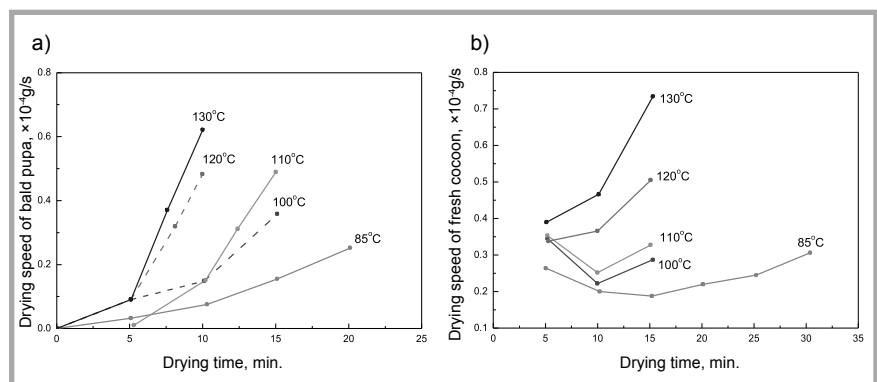 a)
Drying speed of bald pupa, ×10⁻⁴g/s
0.8
0.6
0.4
0.2
0.0
0
5
10
15
20
25
130°C
120°C
110°C
100°C
85°C
Drying time, min.
b)
Drying speed of fresh cocoon, ×10⁻⁴g/s
0.8
0.7
0.6
0.5
0.4
0.3
0.2
0.1
0
5
10
15
20
25
30
35
130°C
120°C
110°C
100°C
85°C
Drying time, min.